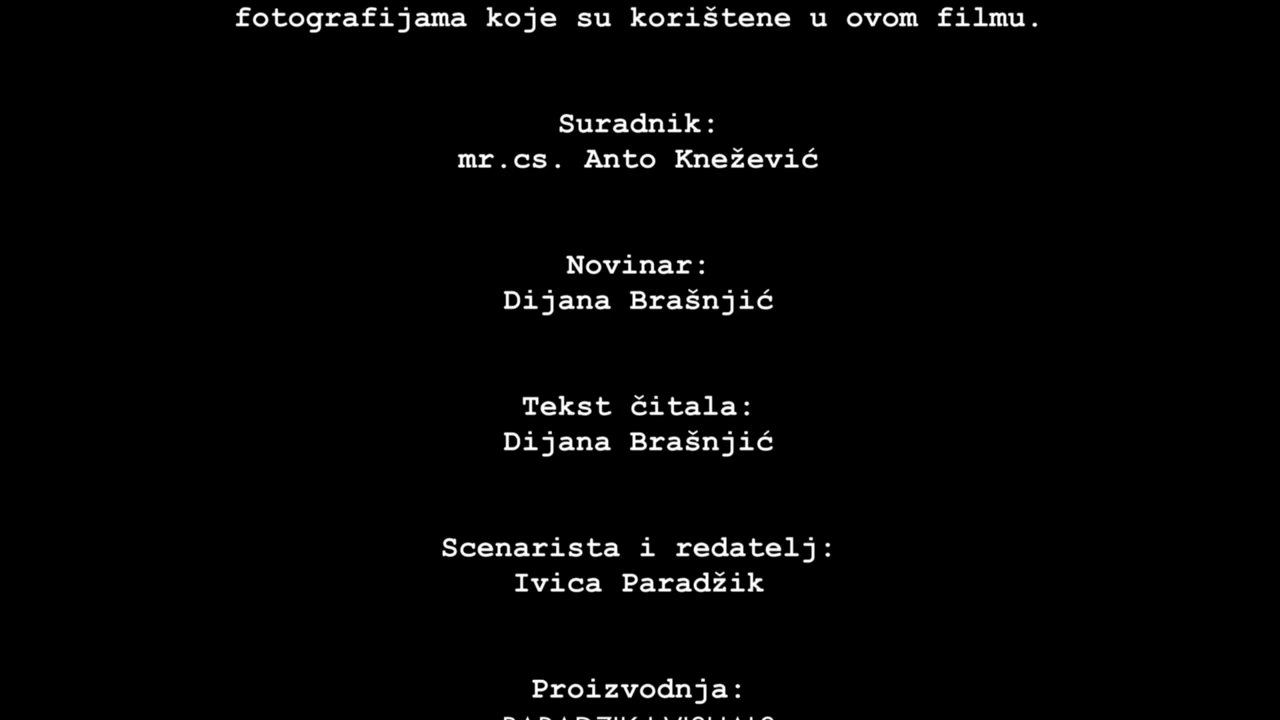 fotografijama koje su korištene u ovom filmu.
Suradnik:
mr.cs. Anto Knežević
Novinar:
Dijana Brašnjić
Tekst čitala:
Dijana Brašnjić
Scenarista i redatelj:
Ivica Paradžik
Proizvodnja: